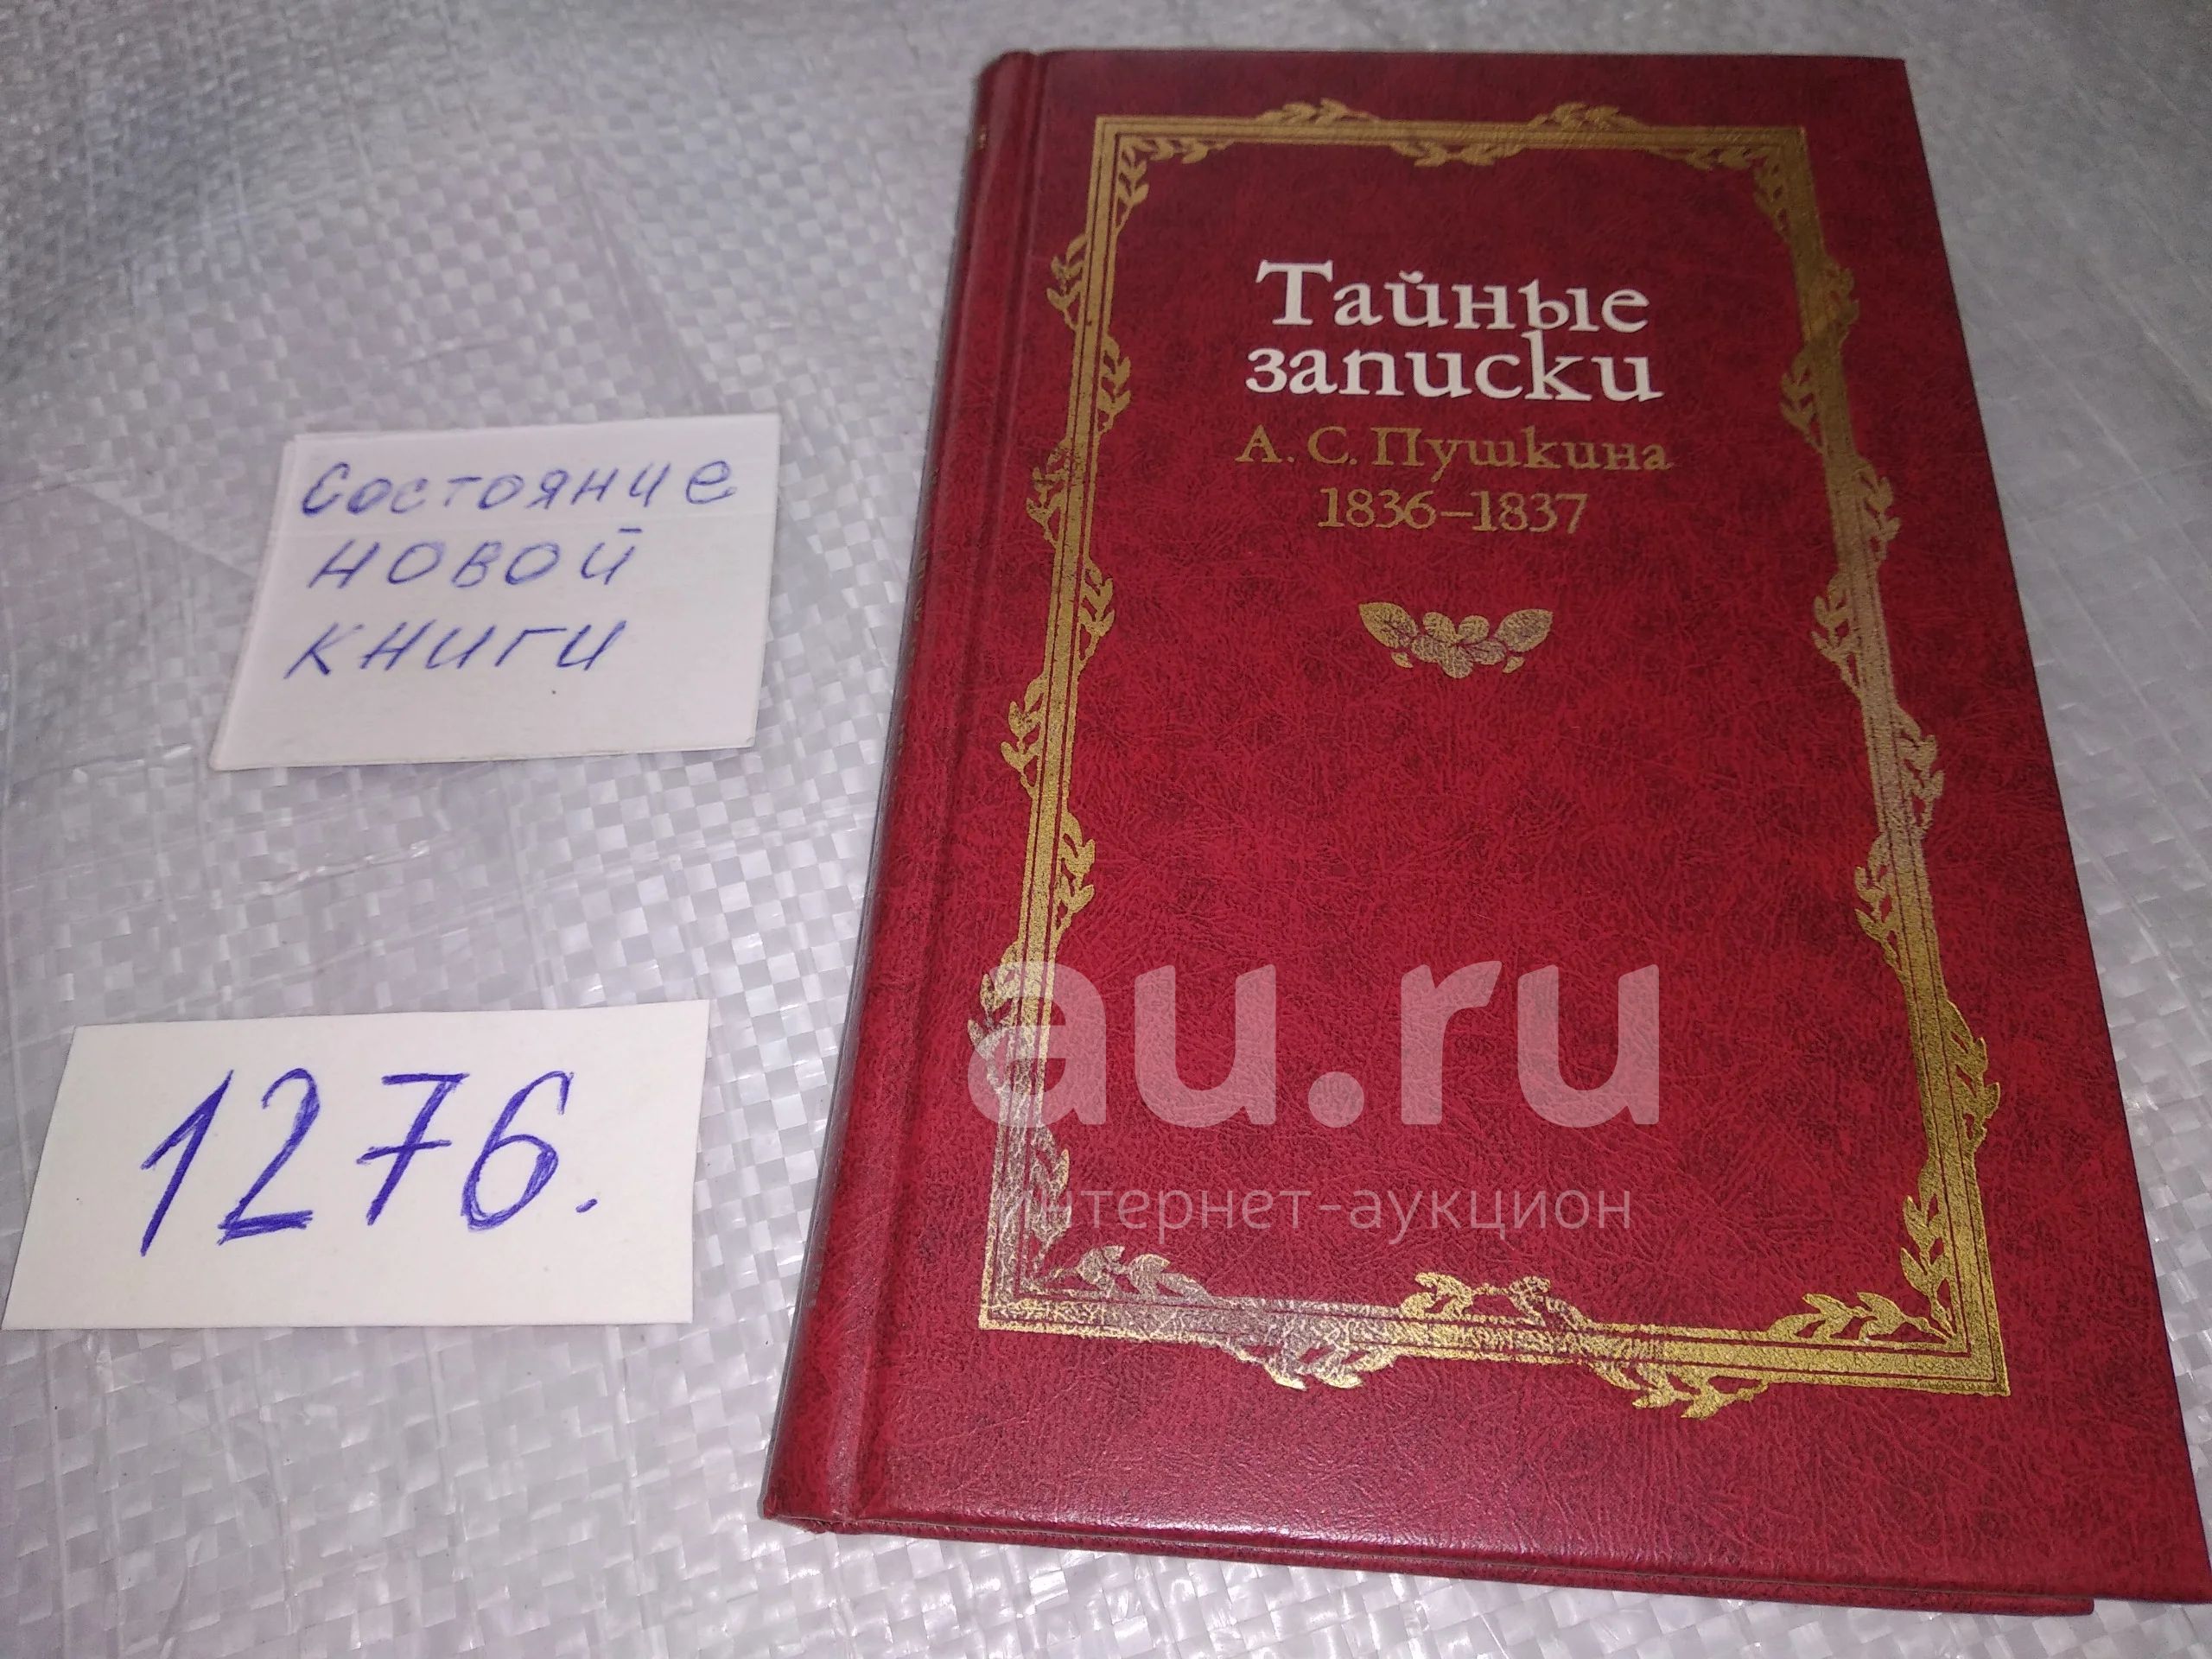 Состояние
новой
книги
1276.
Тайные
записки
А. С. Пушкина
1836–1837
au.ru
интернет-аукцион